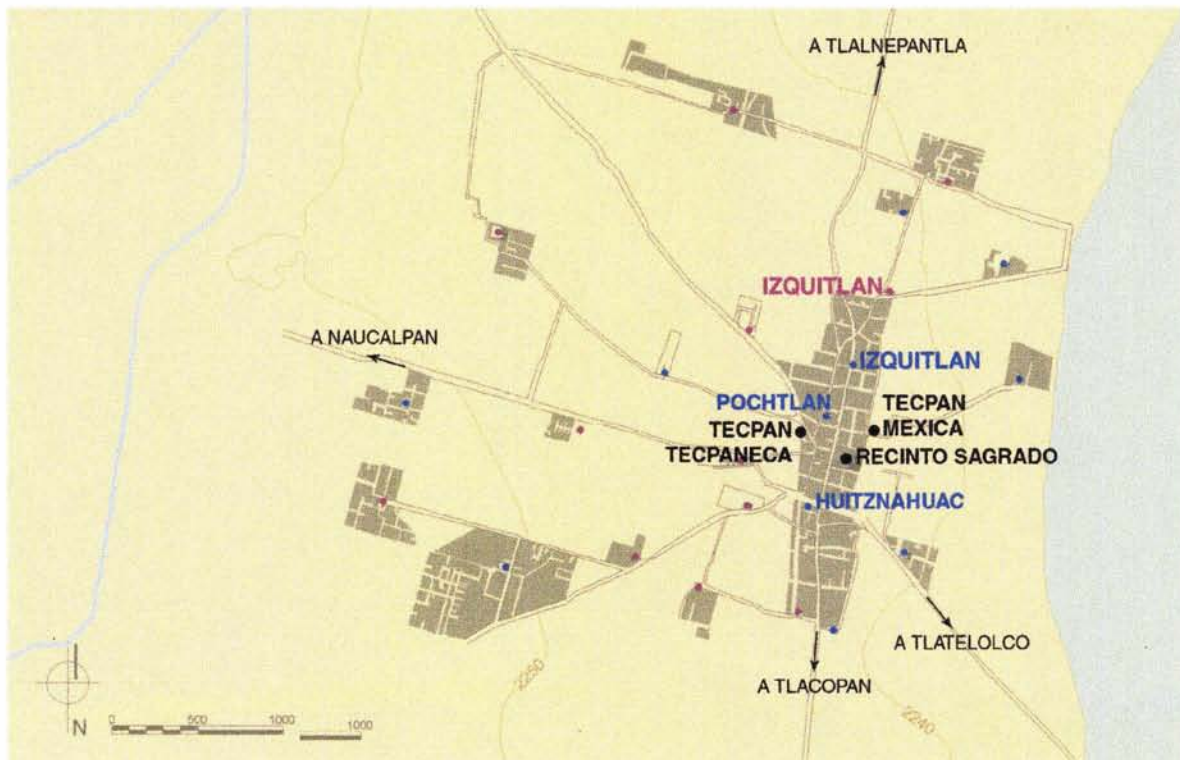 A TLALNEPANTLA
IZQUITLAN
A NAUCALPAN
IZQUITLAN
POCHTLAN
TECPAN
TECPANECA
TECPAN
MEXICA
RECINTO SAGRADO
HUITZNAHUAC
A TLATELOLCO
A TLACOPAN
2250
2240
N
0 500 1000
1000